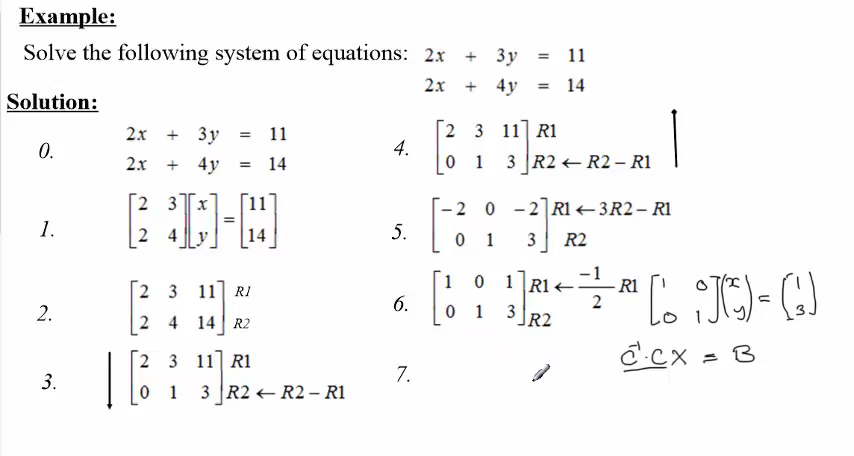 Example:
Solve the following system of equations: 2x + 3y = 11
2x + 4y = 14
Solution:
0. 2x + 3y = 11
2x + 4y = 14
1. [2 3] [x] = [11]
[2 4] [y] [14]
2. [2 3 11] R1
[2 4 14] R2
3. [2 3 11] R1
[0 1 3] R2 ← R2 − R1
4. [2 3 11] R1
[0 1 3] R2 ← R2 − R1
5. [−2 0 −2] R1 ← 3R2 − R1
[0 1 3] R2
6. [1 0 1] R1 ← −1/2 R1 [1 0] (x) = (1)
[0 1 3] R2 [0 1] (y) (3)
C⁻¹·CX = B
7.